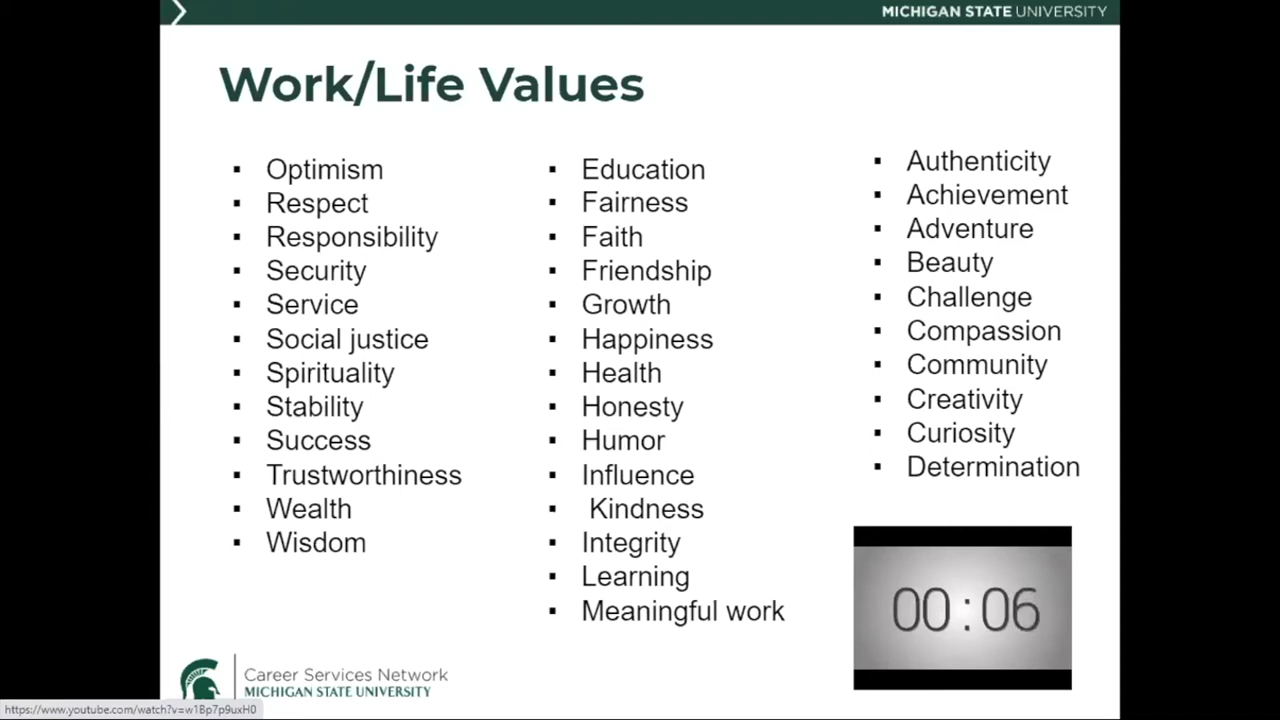 MICHIGAN STATE UNIVERSITY
Work/Life Values
Optimism
Respect
Responsibility
Security
Service
Social justice
Spirituality
Stability
Success
Trustworthiness
Wealth
Wisdom
Education
Fairness
Faith
Friendship
Growth
Happiness
Health
Honesty
Humor
Influence
Kindness
Integrity
Learning
Meaningful work
Authenticity
Achievement
Adventure
Beauty
Challenge
Compassion
Community
Creativity
Curiosity
Determination
00:06
Career Services Network
MICHIGAN STATE UNIVERSITY
https://www.youtube.com/watch?v=w1Bp7p9uxH0